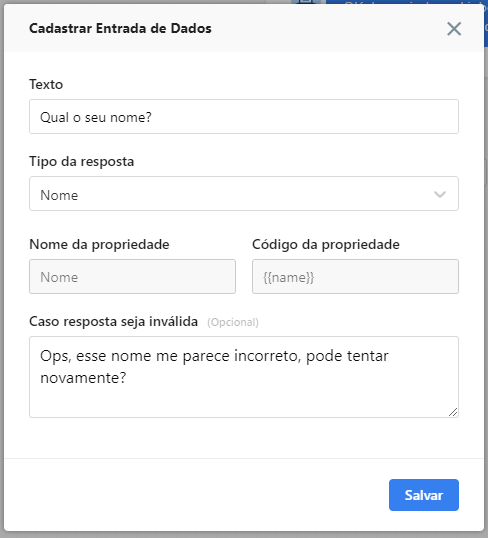 Cadastrar Entrada de Dados
Texto
Qual o seu nome?
Tipo da resposta
Nome
Nome da propriedade
Código da propriedade
Nome
{{name}}
Caso resposta seja inválida (Opcional)
Ops, esse nome me parece incorreto, pode tentar
novamente?
Salvar